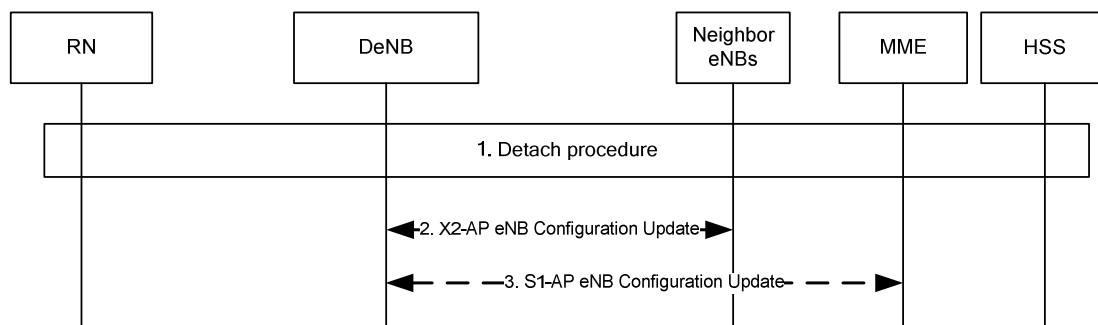 RN
DeNB
Neighbor
eNBs
MME
HSS
1. Detach procedure
2. X2-AP eNB Configuration Update
3. S1-AP eNB Configuration Update